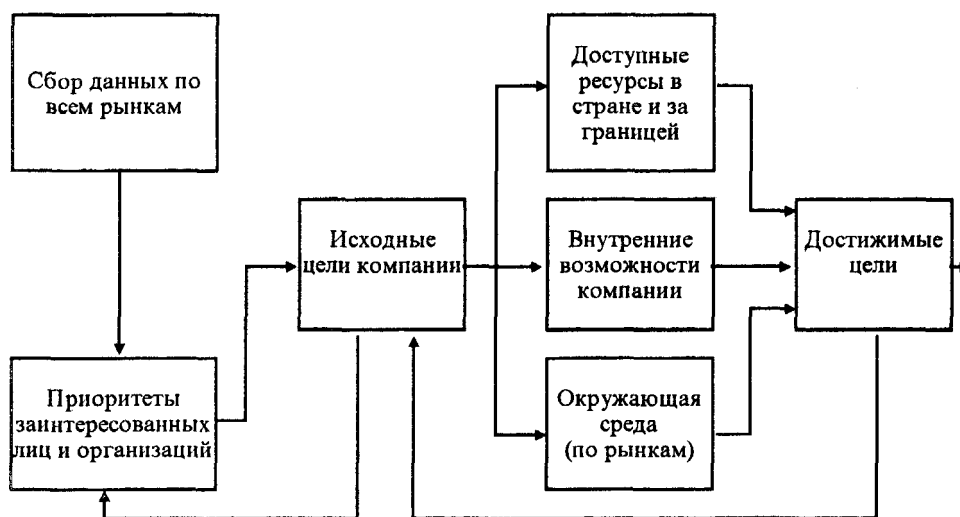 Сбор данных по
всем рынкам
Приоритеты
заинтересованных
лиц и организаций
Исходные
цели компании
Доступные
ресурсы в
стране и за
границей
Внутренние
возможности
компании
Окружающая
среда
(по рынкам)
Достижимые
цели